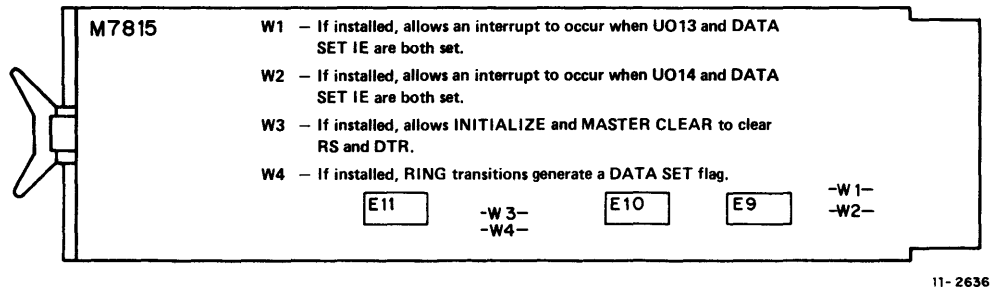 M7815
W1 – If installed, allows an interrupt to occur when UO13 and DATA
SET IE are both set.
W2 – If installed, allows an interrupt to occur when UO14 and DATA
SET IE are both set.
W3 – If installed, allows INITIALIZE and MASTER CLEAR to clear
RS and DTR.
W4 – If installed, RING transitions generate a DATA SET flag.
E11
-W 3-
-W4-
E10
E9
-W 1-
-W2-
11-2636